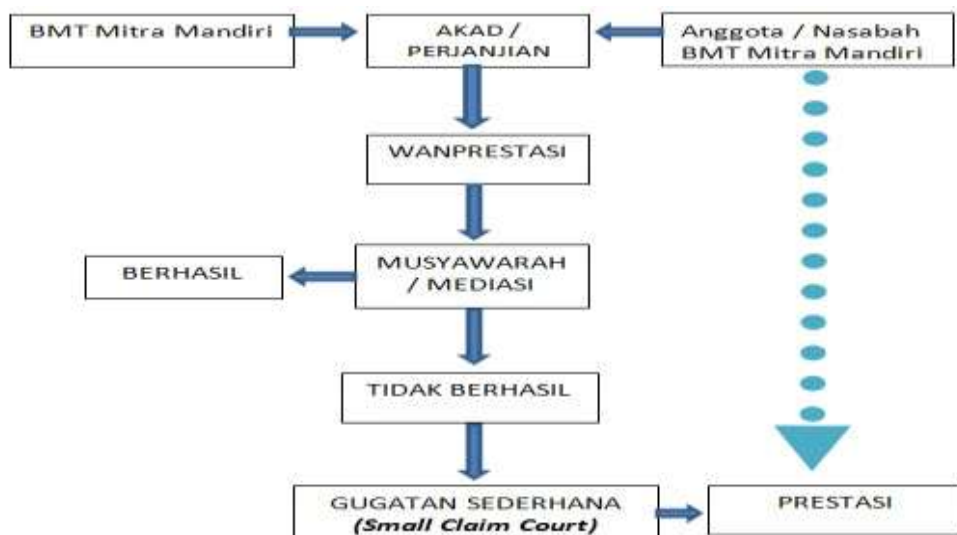 BMT Mitra Mandiri
AKAD /
PERJANJIAN
Anggota / Nasabah
BMT Mitra Mandiri
WANPRESTASI
BERHASIL
MUSYAWARAH
/ MEDIASI
TIDAK BERHASIL
GUGATAN SEDERHANA
(Small Claim Court)
PRESTASI